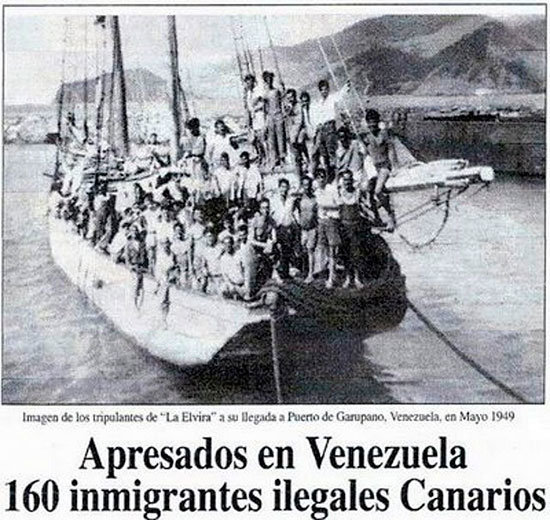 Imagen de los tripulantes de "La Elvira" a su llegada a Puerto de Garupano, Venezuela, en Mayo 1949
Apresados en Venezuela
160 inmigrantes ilegales Canarios